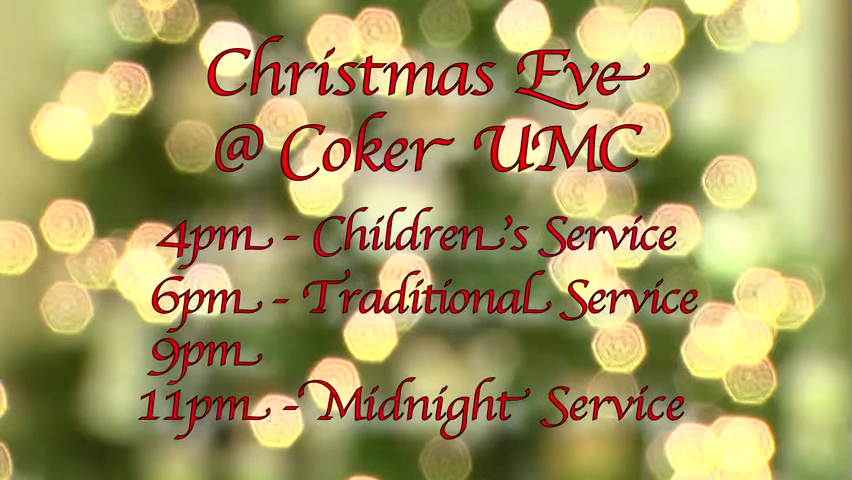 Christmas Eve
@ Coker UMC
4pm - Children's Service
6pm - Traditional Service
9pm
11pm - Midnight Service